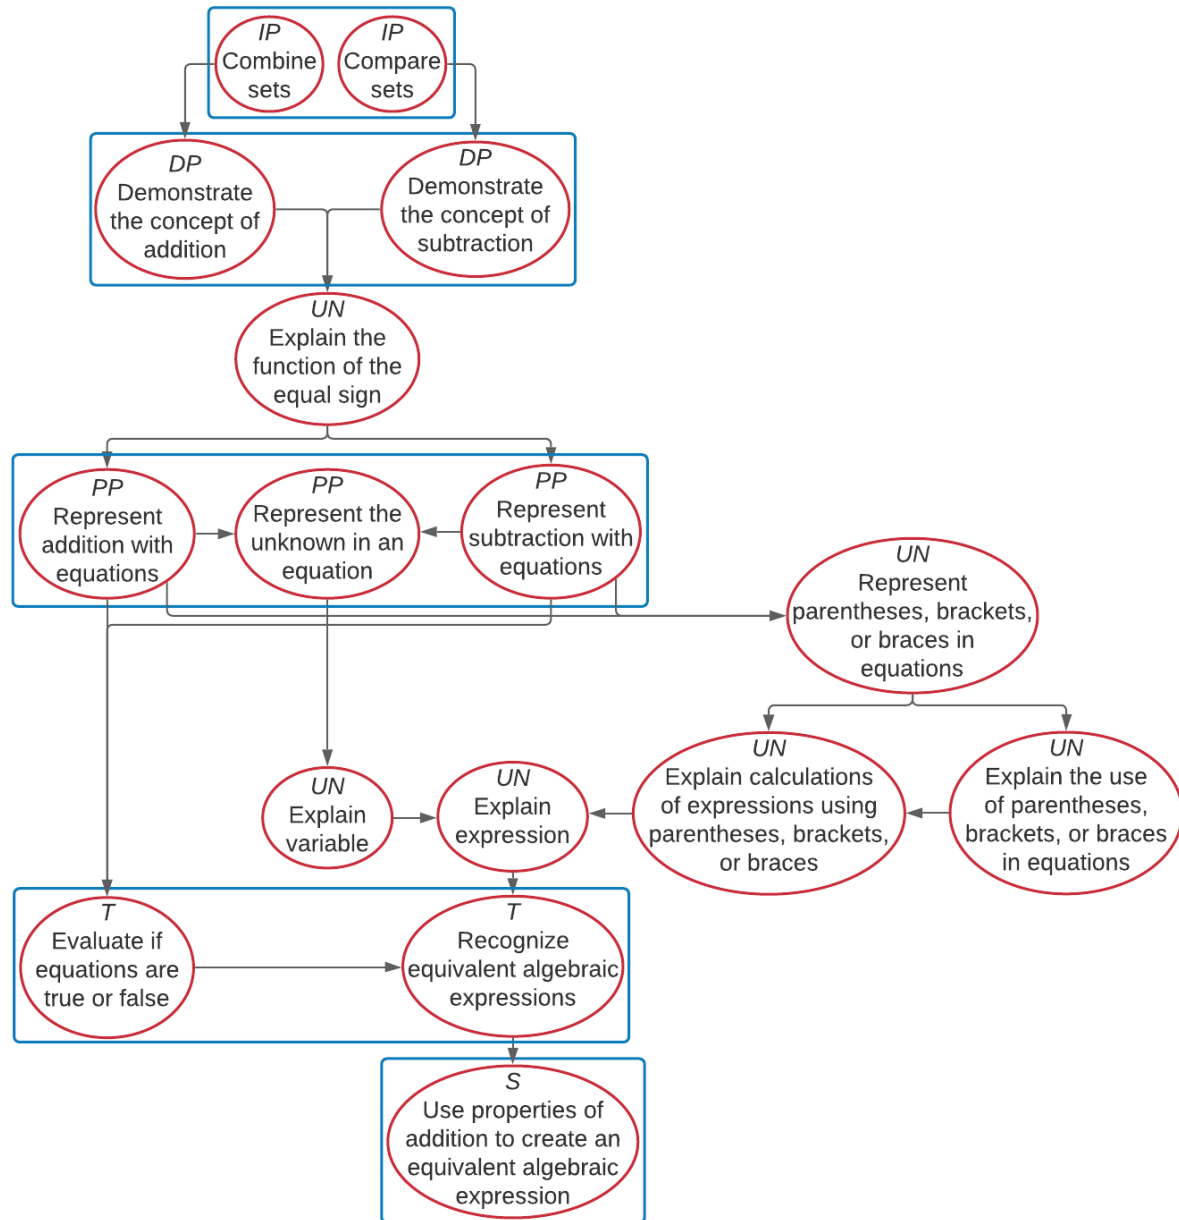 IP
Combine
sets
IP
Compare
sets
DP
Demonstrate
the concept of
addition
DP
Demonstrate
the concept of
subtraction
UN
Explain the
function of the
equal sign
PP
Represent
addition with
equations
PP
Represent the
unknown in an
equation
PP
Represent
subtraction with
equations
UN
Represent
parentheses, brackets,
or braces in
equations
UN
Explain
variable
UN
Explain
expression
UN
Explain calculations
of expressions using
parentheses, brackets,
or braces
UN
Explain the use
of parentheses,
brackets, or braces
in equations
T
Evaluate if
equations are
true or false
T
Recognize
equivalent algebraic
expressions
S
Use properties of
addition to create an
equivalent algebraic
expression